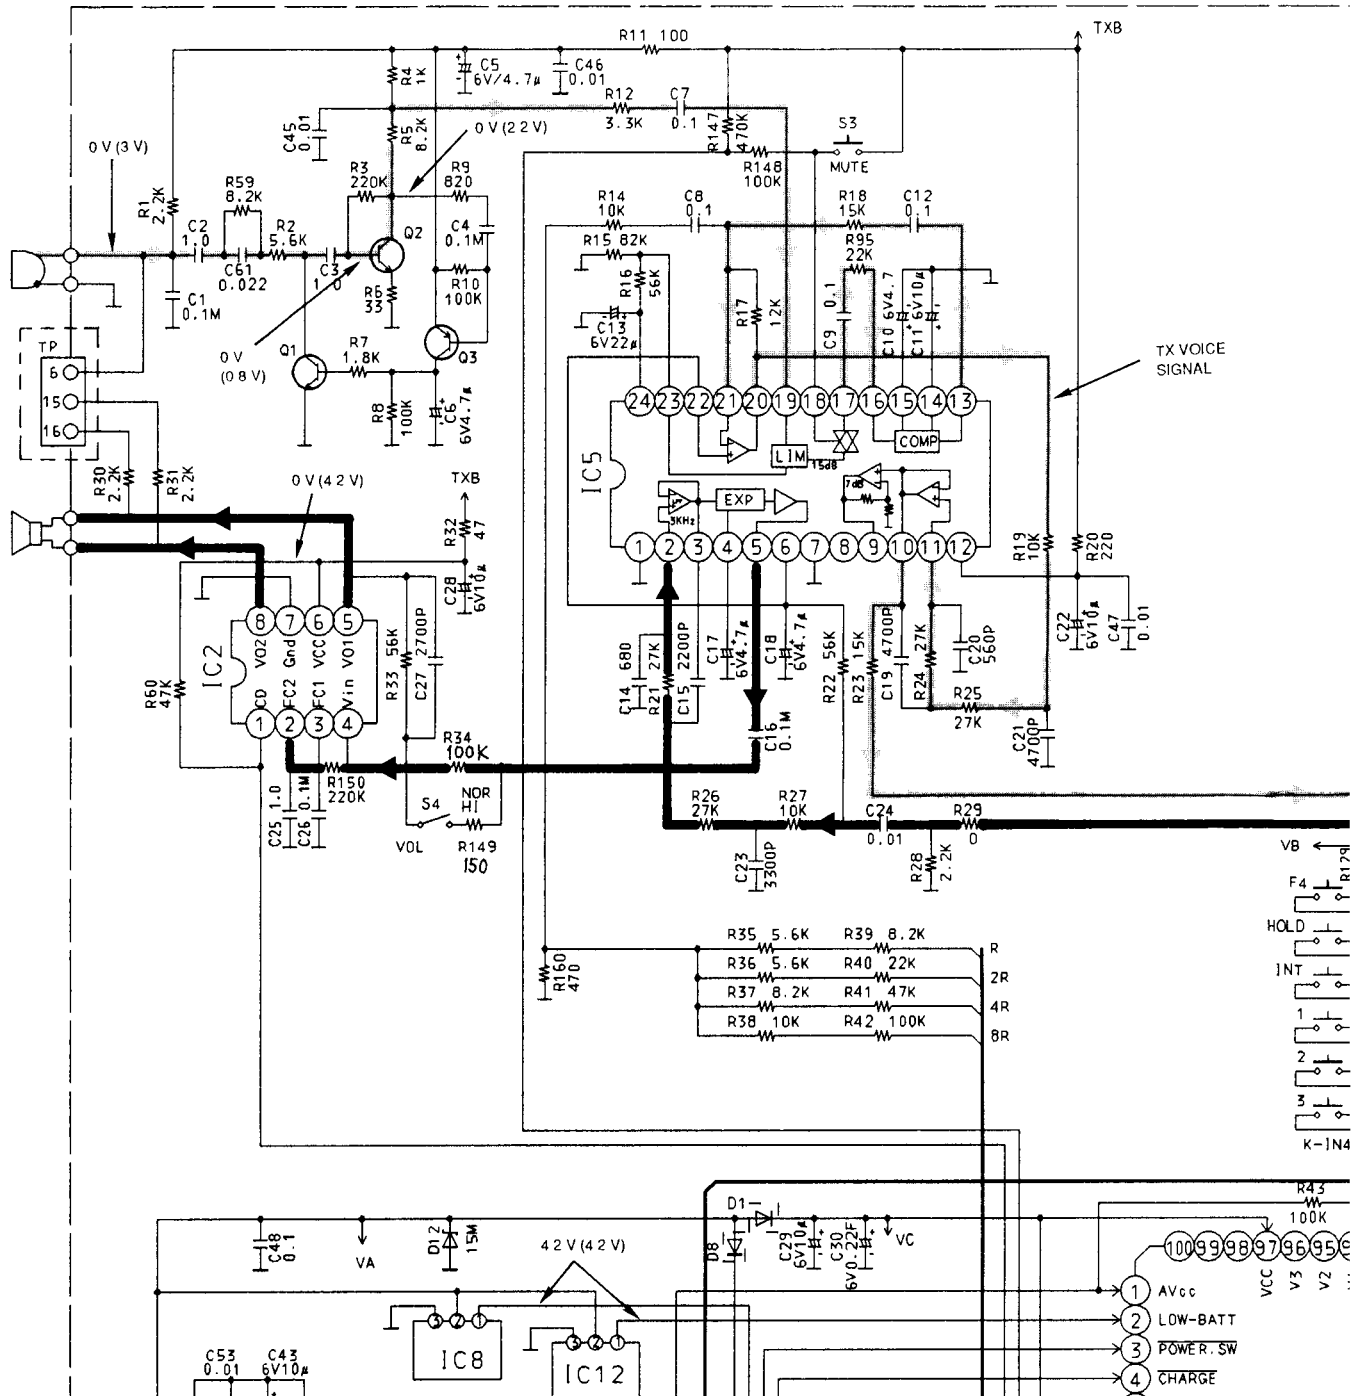 TXB
R11 100
R4 1K
C5 6V/4.7µ
C46 0.01
R12 3.3K
C7 0.1
R147 470K
S3 MUTE
R148 100K
C45 0.01
R5 8.2K
0V (2 2 V)
0V (3 V)
R59 8.2K
R3 220K
R9 820
R1 2.2K
C2 1.0
R2 5.6K
Q2
C4 0.1M
C61 0.022
C3
R10 100K
R6 33
C1 0.1M
R14 10K
C8 0.1
R18 15K
C12 0.1
R15 82K
R95 22K
R16 56K
R17 12K
C9 0.1
C10 6V4.7
C11 6V10µ
C13 6V22µ
TP
6
15
16
0 V (0 8 V)
Q1
R7 1.8K
Q3
R8 100K
C6 6V4.7µ
TX VOICE SIGNAL
24 23 22 21 20 19 18 17 16 15 14 13
IC5
LIM
15dB
COMP
EXP
7dB
3KHz
1 2 3 4 5 6 7 8 9 10 11 12
R30 2.2K
R31 2.2K
0 V (4 2 V)
TXB
R32 47
C28 6V10µ
R19 10K
R20 220
8 7 6 5
VO2 Gnd VCC VO1
IC2
CD FC2 FC1 Vin
1 2 3 4
R60 47K
R33 56K
C27 2700P
C14 680
R21 27K
C15 2200P
C17 6V4.7µ
C18 6V4.7µ
R22 56K
R23 15K
C19 4700P
R24 27K
C20 560P
C22 6V10µ
C47 0.01
R25 27K
C21 4700P
C16 0.1M
R34 100K
R150 220K
C25 1.0
C26 0.1M
S4
NOR
HI
VOL
R149 150
R26 27K
R27 10K
C24 0.01
R29 0
C23 3300P
R28 2.2K
VB
R129
F4
HOLD
INT
1
2
3
K-IN4
R160 470
R35 5.6K R39 8.2K R
R36 5.6K R40 22K 2R
R37 8.2K R41 47K 4R
R38 10K R42 100K 8R
R43 100K
C48 0.1
VA
D12 15M
4 2 V (4 2 V)
D1
D8
C29 6V10µ
C30 6V0.22F
VC
100 99 98 97 96 95
VCC V3 V2
1 AVcc
2 LOW-BATT
3 POWER.SW
4 CHARGE
3 2 1
IC8
3 2 1
IC12
C53 0.01
C43 6V10µ